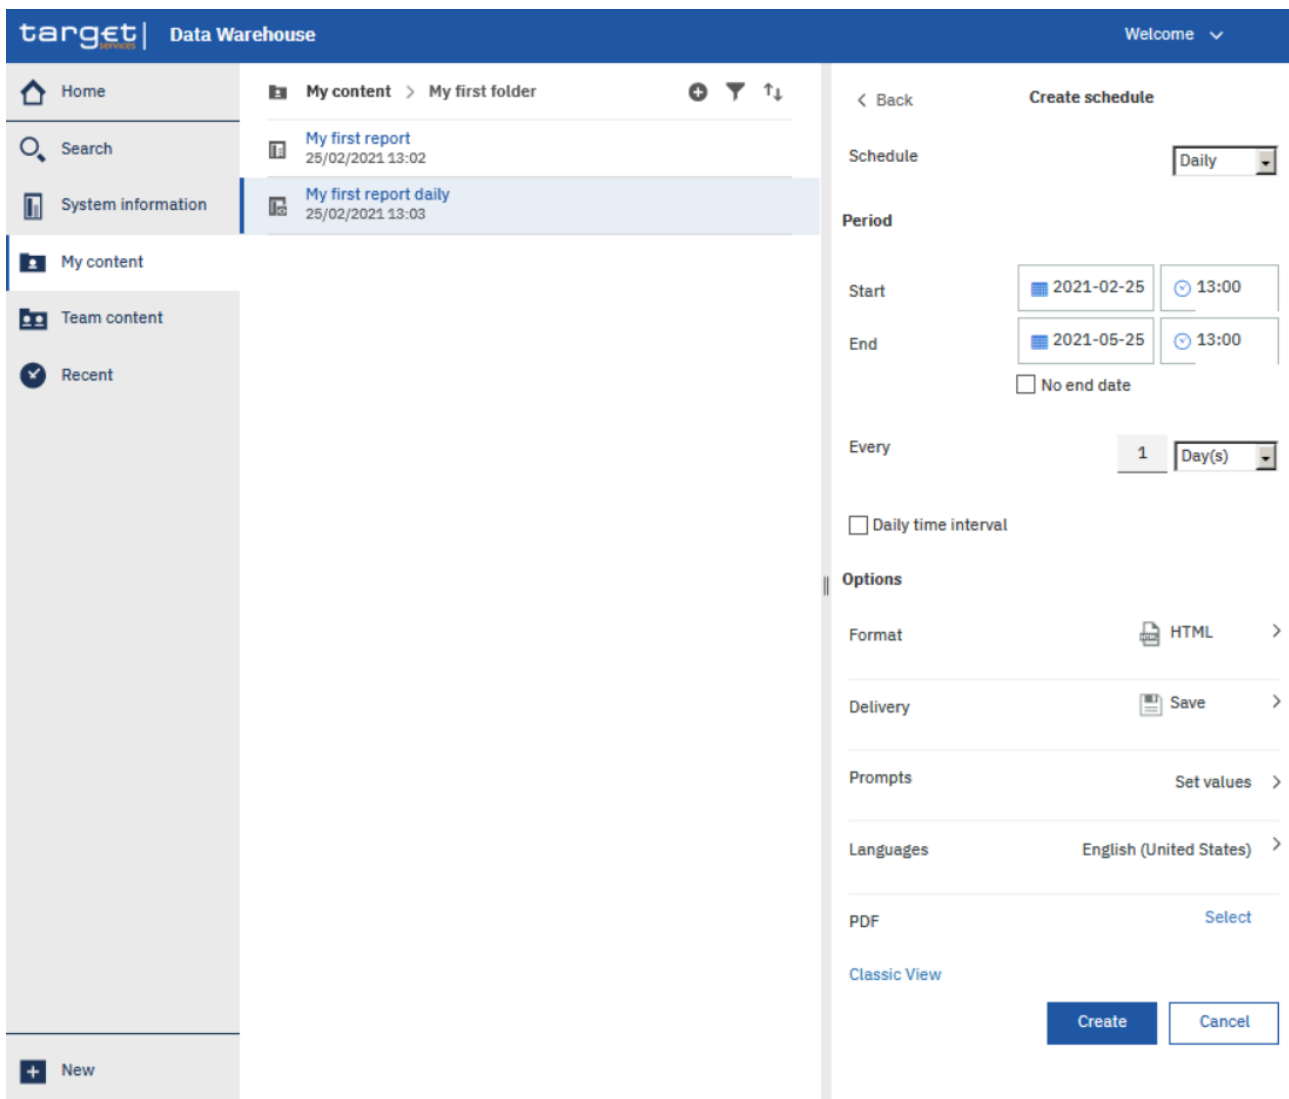 target| Data Warehouse
services
Welcome
Home
Search
System information
My content
Team content
Recent
New
My content > My first folder
My first report
25/02/2021 13:02
My first report daily
25/02/2021 13:03
< Back Create schedule
Schedule Daily
Period
Start 2021-02-25 13:00
End 2021-05-25 13:00
No end date
Every 1 Day(s)
Daily time interval
Options
Format HTML
Delivery Save
Prompts Set values
Languages English (United States)
PDF Select
Classic View
Create Cancel